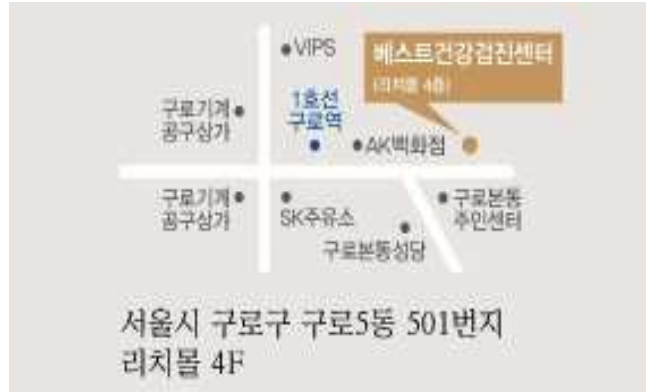 VIPS
베스트건강검진센터
(리치몰 4층)
1호선
구로역
구로기계
공구상가
AK백화점
구로기계
공구상가
SK주유소
구로본동
주민센터
구로본동성당
서울시 구로구 구로5동 501번지
리치몰 4F